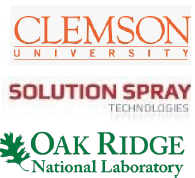 CLEMSON
UNIVERSITY
SOLUTION SPRAY
TECHNOLOGIES
OAK RIDGE
National Laboratory